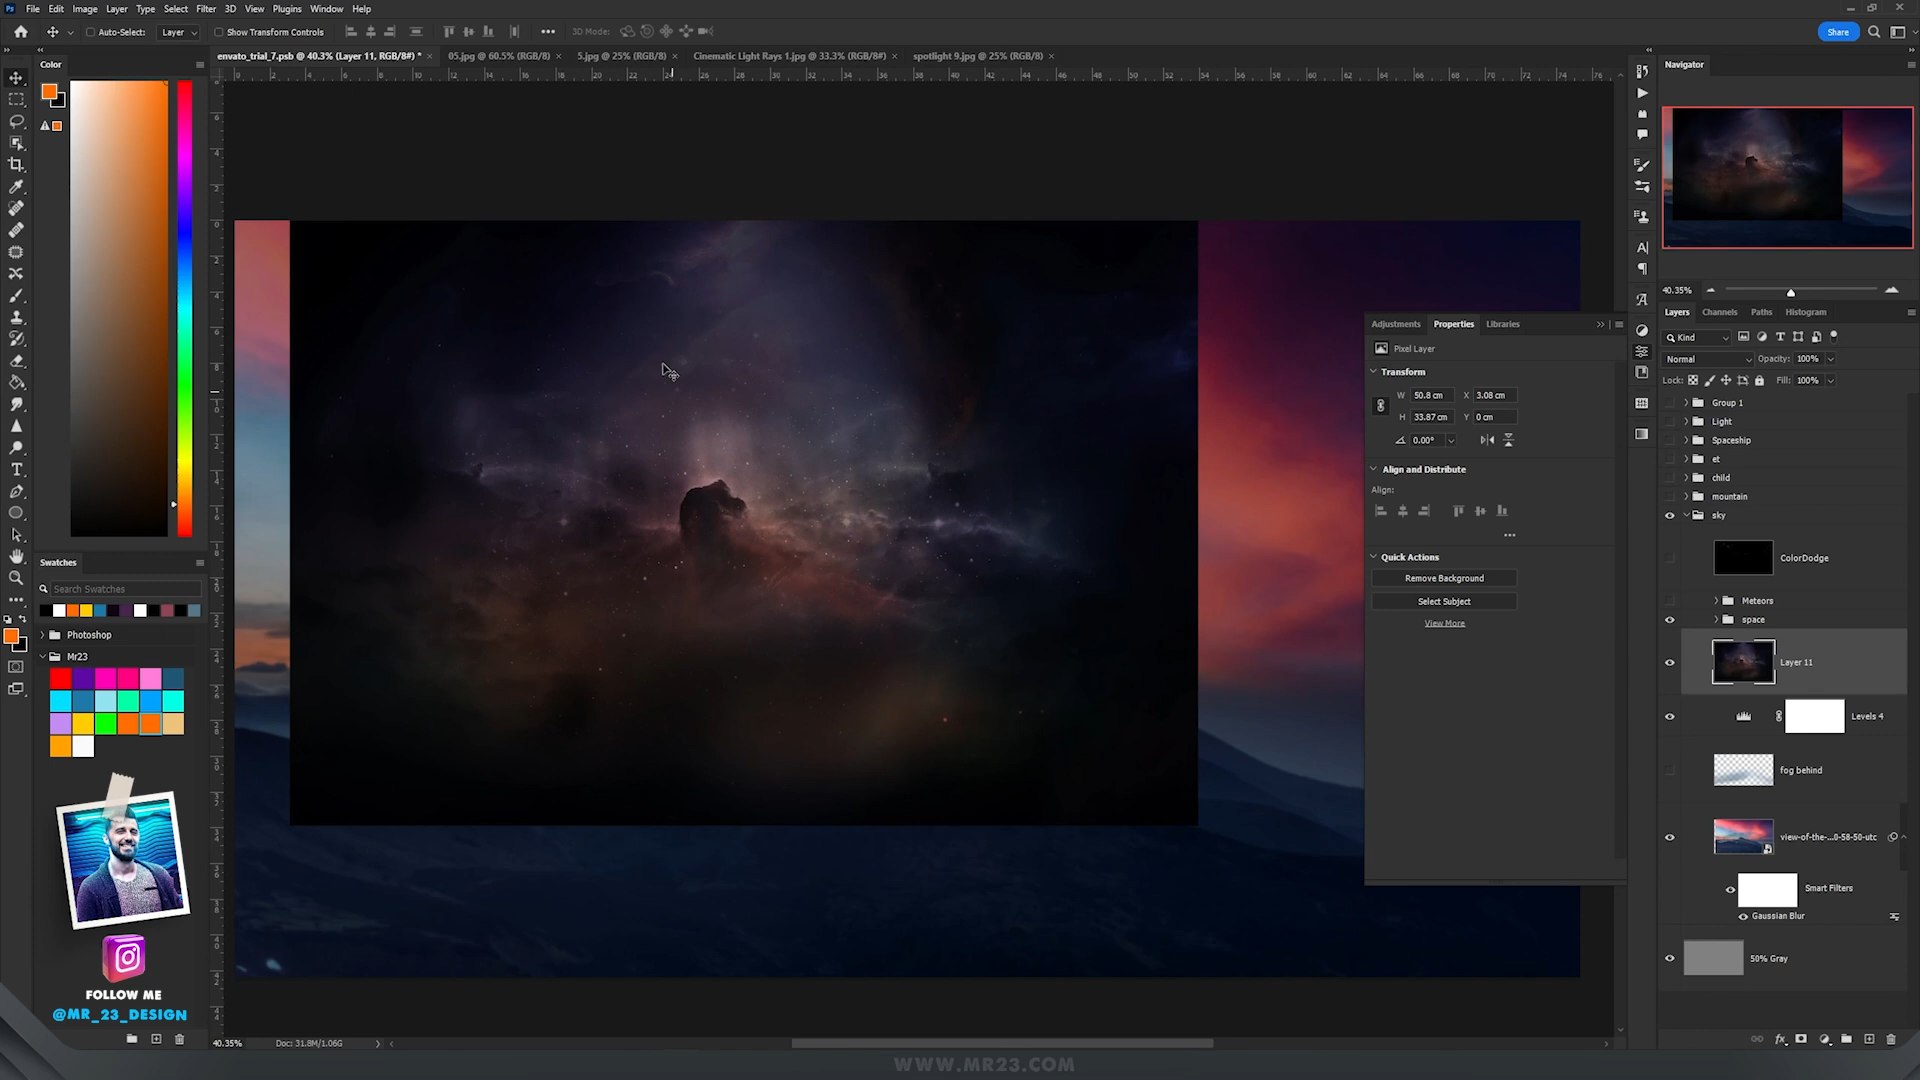 Ps File Edit Image Layer Type Select Filter 3D View Plugins Window Help
Auto-Select: Layer Show Transform Controls 3D Mode: Share
Color
envato_trial_7.psb @ 40.3% (Layer 11, RGB/8#) * × 05.jpg @ 60.5% (RGB/8) × 5.jpg @ 25% (RGB/8) × Cinematic Light Rays 1.jpg @ 33.3% (RGB/8#) × spotlight 9.jpg @ 25% (RGB/8) ×
Navigator
40.35%
Layers Channels Paths Histogram
Kind
Normal Opacity: 100%
Lock: Fill: 100%
Group 1
Light
Spaceship
et
child
mountain
sky
ColorDodge
Meteors
space
Layer 11
Levels 4
fog behind
view-of-the-...0-58-50-utc
Smart Filters
Gaussian Blur
50% Gray
Adjustments Properties Libraries
Pixel Layer
Transform
W 50.8 cm X 3.08 cm
H 33.87 cm Y 0 cm
0.00°
Align and Distribute
Align:
Quick Actions
Remove Background
Select Subject
View More
Swatches
Search Swatches
Photoshop
Mr23
FOLLOW ME
@MR_23_DESIGN
40.35% Doc: 31.8M/1.06G
WWW.MR23.COM